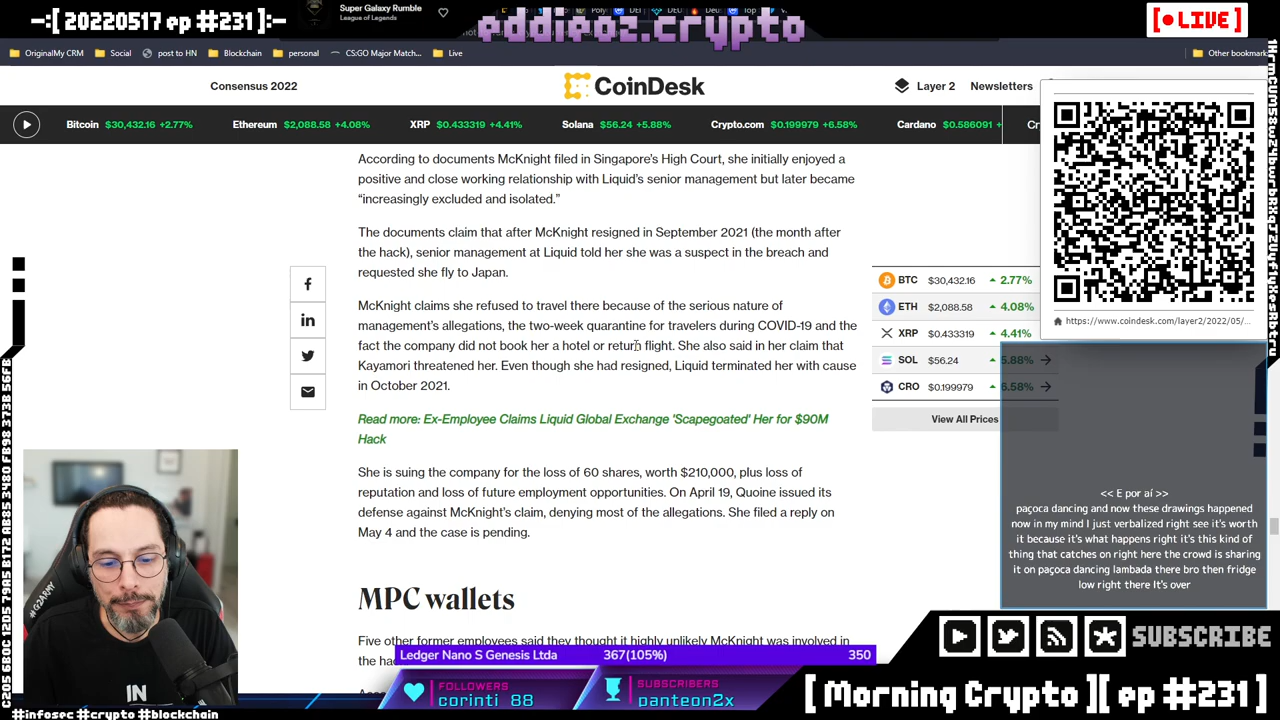 -:[ 20220517 ep #231 ]:-
Super Galaxy Rumble
League of Legends
eddieoz.crypto
[ • LIVE ]
OriginalMy CRM
Social
post to HN
Blockchain
personal
CS:GO Major Match...
Live
Other bookmark
Consensus 2022
CoinDesk
Layer 2
Newsletters
Bitcoin $30,432.16 +2.77%
Ethereum $2,088.58 +4.08%
XRP $0.433319 +4.41%
Solana $56.24 +5.88%
Crypto.com $0.199979 +6.58%
Cardano $0.586091 +
Cr
According to documents McKnight filed in Singapore's High Court, she initially enjoyed a
positive and close working relationship with Liquid's senior management but later became
“increasingly excluded and isolated.”
The documents claim that after McKnight resigned in September 2021 (the month after
the hack), senior management at Liquid told her she was a suspect in the breach and
requested she fly to Japan.
McKnight claims she refused to travel there because of the serious nature of
management's allegations, the two-week quarantine for travelers during COVID-19 and the
fact the company did not book her a hotel or return flight. She also said in her claim that
Kayamori threatened her. Even though she had resigned, Liquid terminated her with cause
in October 2021.
Read more: Ex-Employee Claims Liquid Global Exchange 'Scapegoated' Her for $90M
Hack
She is suing the company for the loss of 60 shares, worth $210,000, plus loss of
reputation and loss of future employment opportunities. On April 19, Quoine issued its
defense against McKnight's claim, denying most of the allegations. She filed a reply on
May 4 and the case is pending.
MPC wallets
Five other former employees said they thought it highly unlikely McKnight was involved in
the ha
BTC $30,432.16 2.77%
ETH $2,088.58 4.08%
XRP $0.433319 4.41%
SOL $56.24 5.88%
CRO $0.199979 6.58%
View All Prices
https://www.coindesk.com/layer2/2022/05/...
<< E por aí >>
paçoca dancing and now these drawings happened
now in my mind I just verbalized right see it's worth
it because it's what happens right it's this kind of
thing that catches on right here the crowd is sharing
it on paçoca dancing lambada there bro then fridge
low right there It's over
Ledger Nano S Genesis Ltda 367(105%) 350
FOLLOWERS
corinti 88
SUBSCRIBERS
panteon2x
SUBSCRIBE
[ Morning Crypto ][ ep #231 ]
#infosec #crypto #blockchain
IN